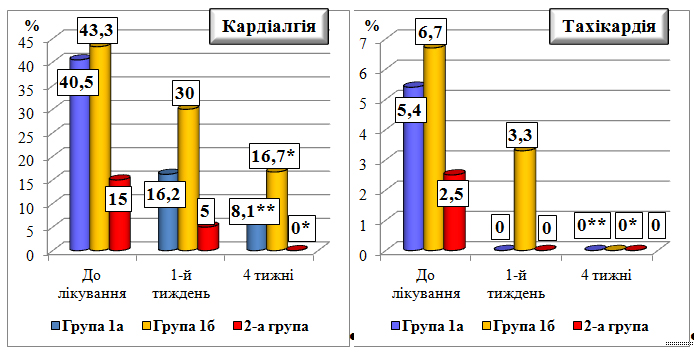 %
Кардіалгія
45
40
35
30
25
20
15
10
5
0
40,5
43,3
15
16,2
30
5
8,1**
16,7*
0*
До
лікування
1-й
тиждень
4 тижні
Група 1а
Група 1б
2-а група
%
Тахікардія
7
6
5
4
3
2
1
0
5,4
6,7
2,5
0
3,3
0
0**
0*
0
До
лікування
1-й
тиждень
4 тижні
Група 1а
Група 1б
2-а група